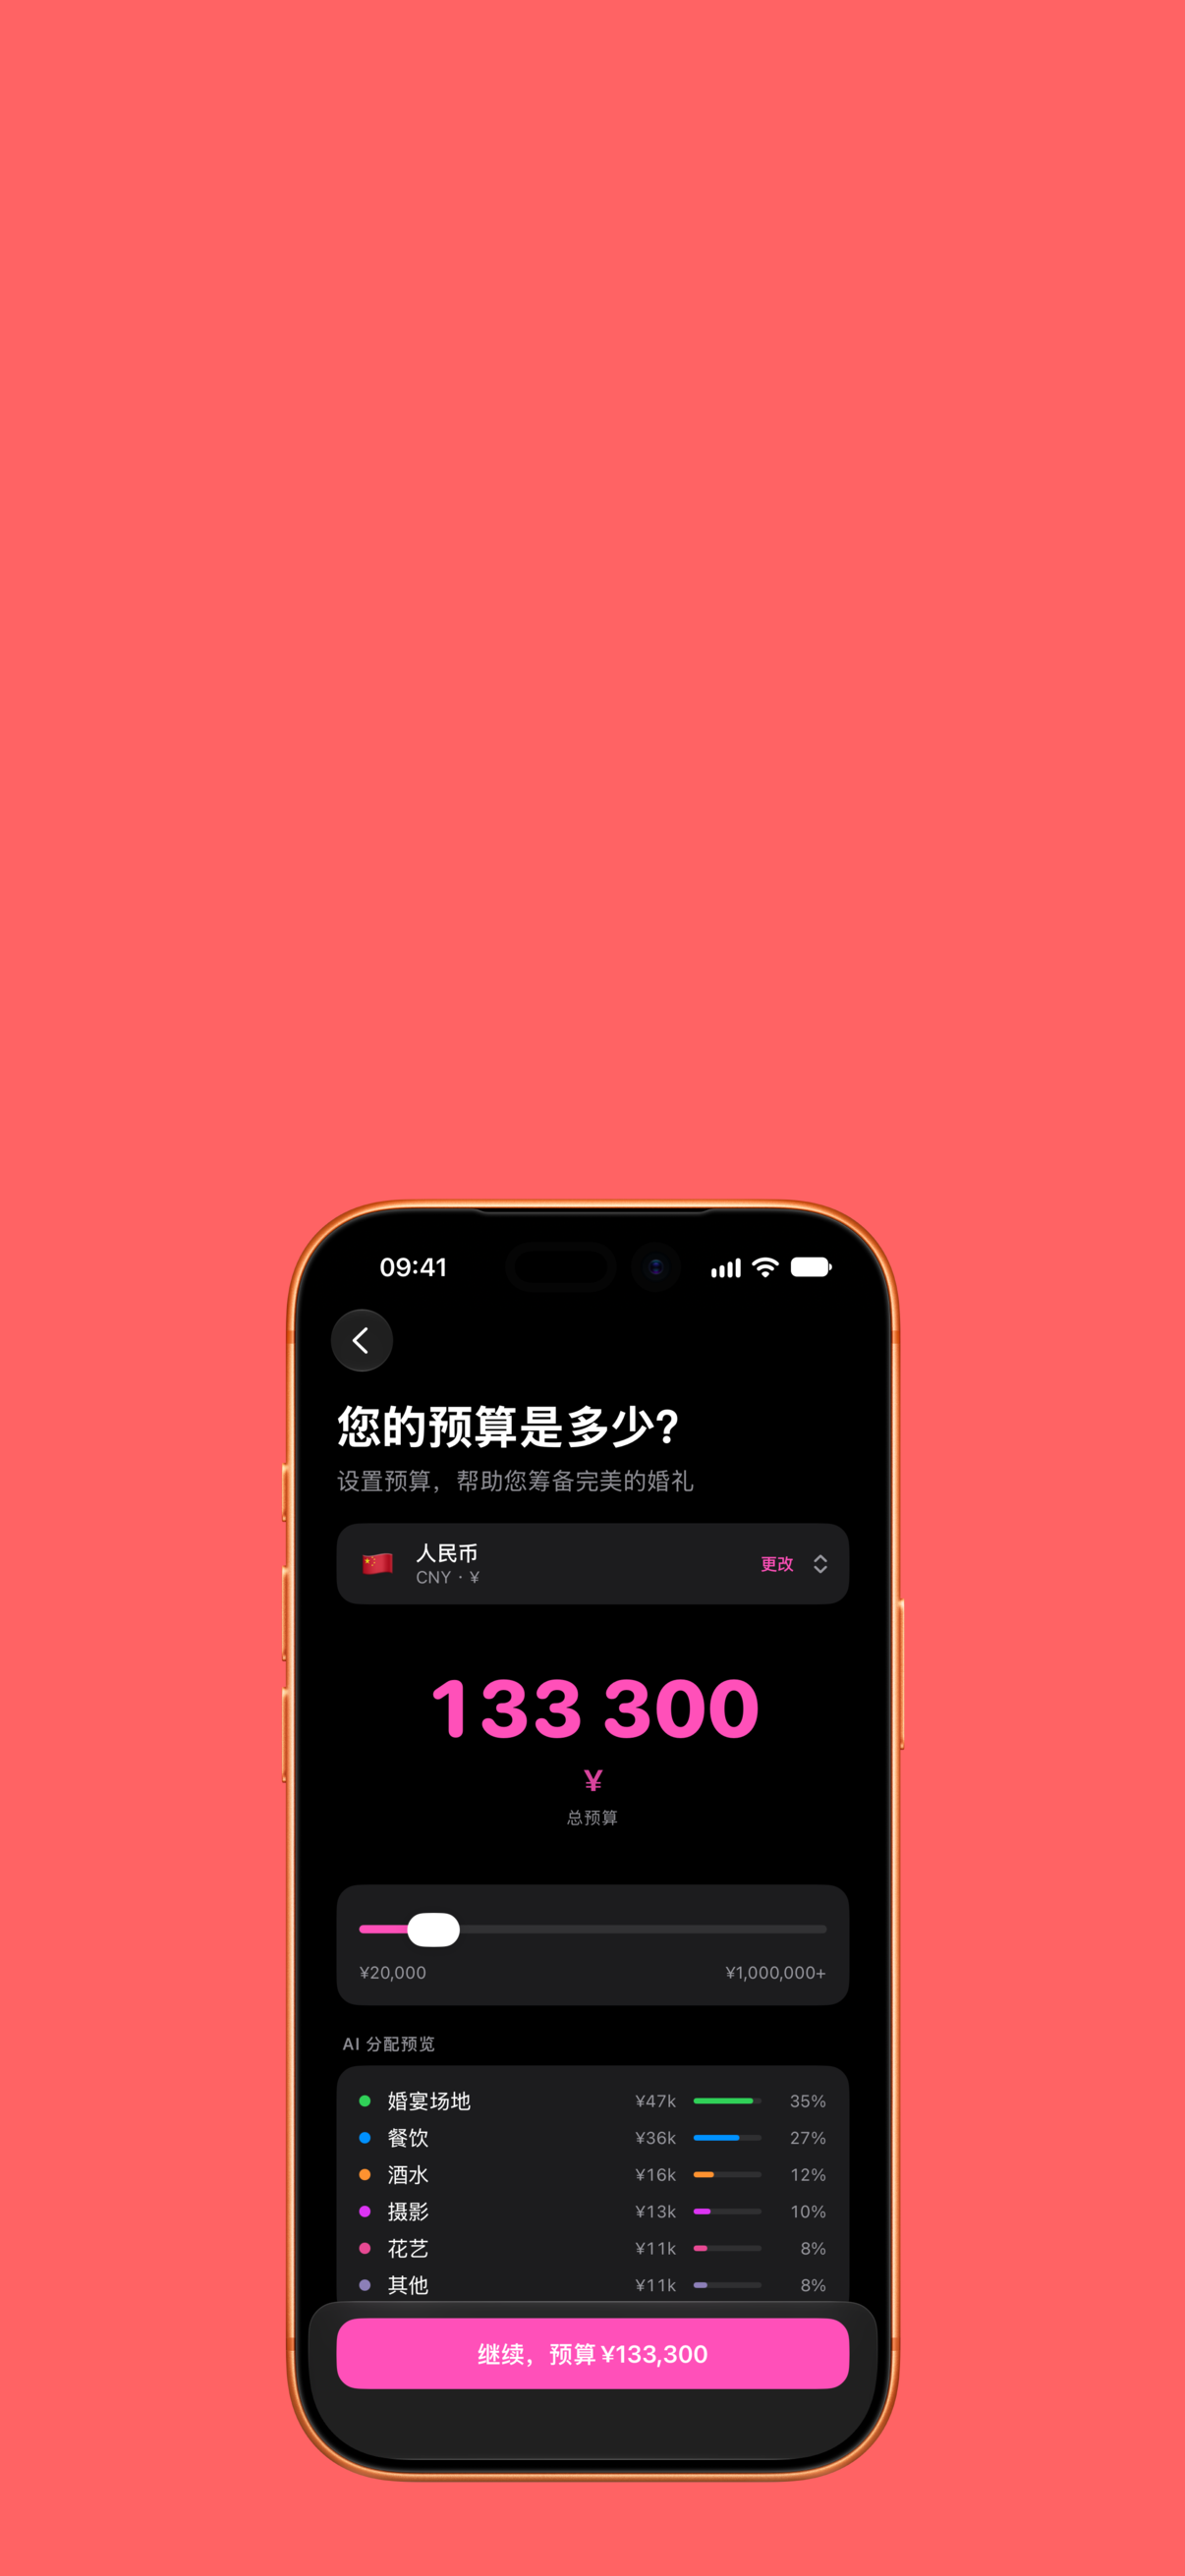 09:41
您的预算是多少?
设置预算，帮助您筹备完美的婚礼
人民币
CNY · ¥
更改
133 300
¥
总预算
¥20,000
¥1,000,000+
AI 分配预览
婚宴场地 ¥47k 35%
餐饮 ¥36k 27%
酒水 ¥16k 12%
摄影 ¥13k 10%
花艺 ¥11k 8%
其他 ¥11k 8%
继续，预算 ¥133,300